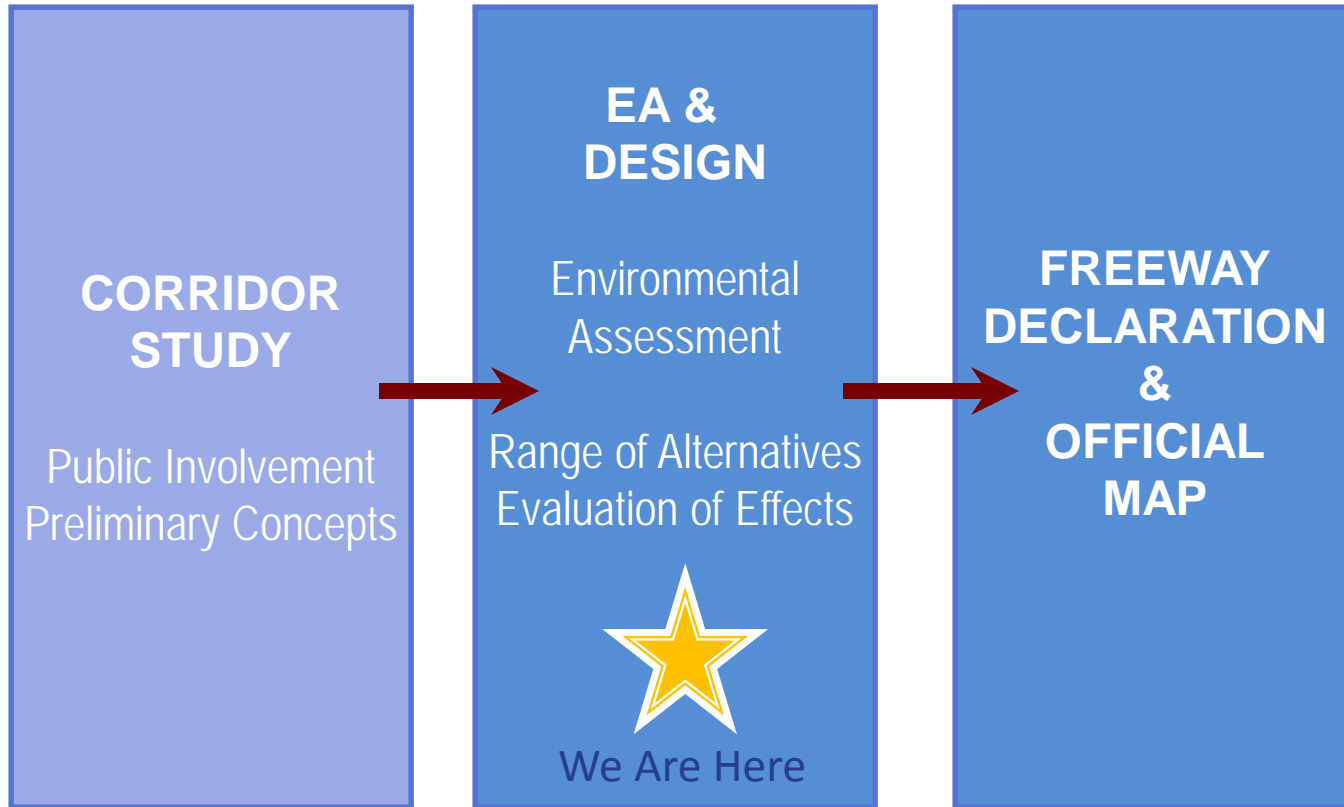 CORRIDOR
STUDY
Public Involvement
Preliminary Concepts
EA &
DESIGN
Environmental
Assessment
Range of Alternatives
Evaluation of Effects
We Are Here
FREEWAY
DECLARATION
&
OFFICIAL
MAP